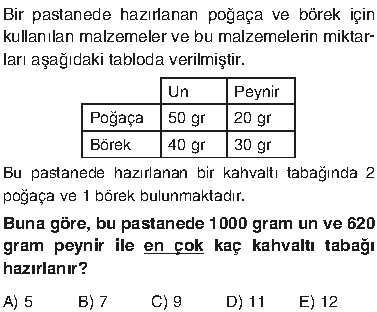 Bir pastanede hazırlanan poğaça ve börek için
kullanılan malzemeler ve bu malzemelerin miktar-
ları aşağıdaki tabloda verilmiştir.
Un Peynir
Poğaça 50 gr 20 gr
Börek 40 gr 30 gr
Bu pastanede hazırlanan bir kahvaltı tabağında 2
poğaça ve 1 börek bulunmaktadır.
Buna göre, bu pastanede 1000 gram un ve 620
gram peynir ile en çok kaç kahvaltı tabağı
hazırlanır?
A) 5 B) 7 C) 9 D) 11 E) 12